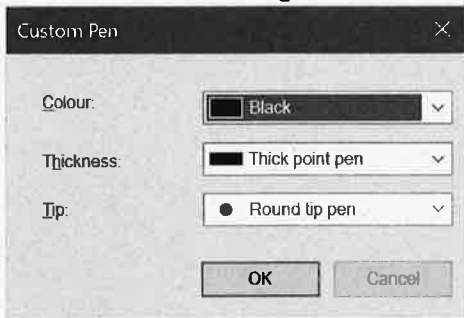 Custom Pen
Colour: Black
Thickness: Thick point pen
Tip: Round tip pen
OK Cancel